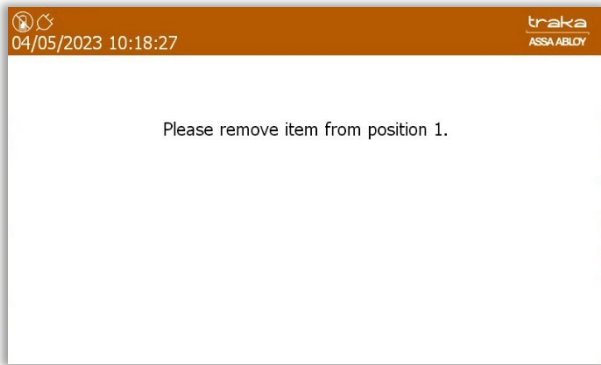 traka
04/05/2023 10:18:27
ASSA ABLOY
Please remove item from position 1.